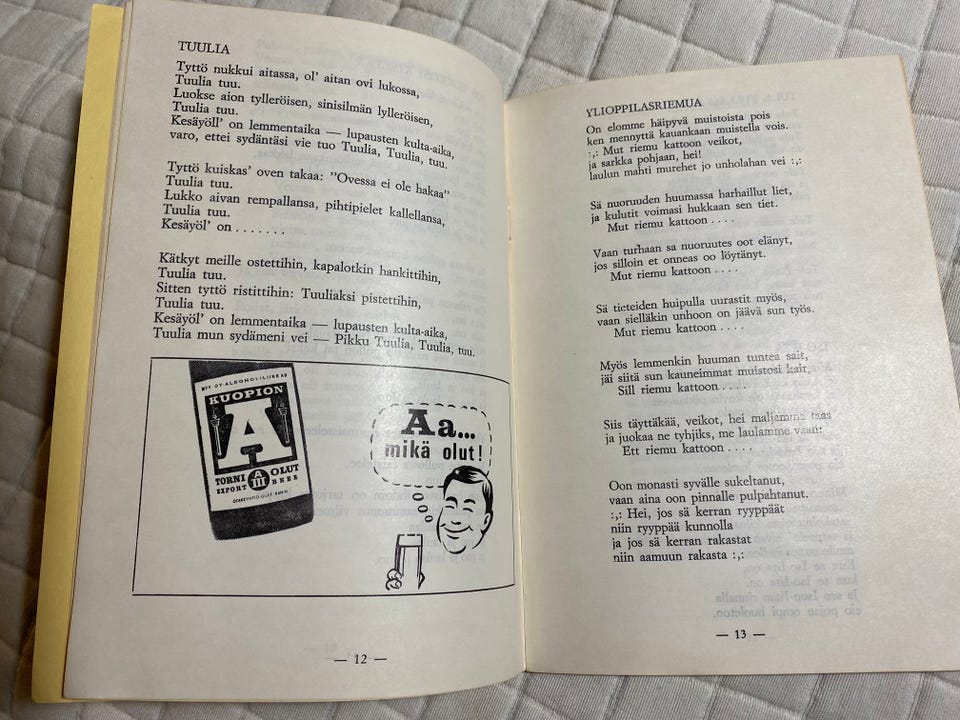 TUULIA
Tyttö nukkui aitassa, ol' aitan ovi lukossa,
Tuulia tuu.
Luokse aion tylleröisen, sinisilmän lylleröisen,
Tuulia tuu.
Kesäyöll' on lemmentaika — lupausten kulta-aika,
varo, ettei sydäntäsi vie tuo Tuulia, Tuulia, tuu.
Tyttö kuiskas' oven takaa: "Ovessa ei ole hakaa"
Tuulia tuu.
Lukko aivan rempallansa, pihtipielet kallellansa,
Tuulia tuu.
Kesäyöl' on . . . . . . .
Kätkyt meille ostettihin, kapalotkin hankittihin,
Tuulia tuu.
Sitten tyttö ristittihin: Tuuliaksi pistettihin,
Tuulia tuu.
Kesäyöl' on lemmentaika — lupausten kulta-aika,
Tuulia mun sydämeni vei — Pikku Tuulia, Tuulia, tuu.
OY ALKOHOLILIIKE AB
KUOPION
A
TORNI A OLUT
EXPORT III BEER
Aa...
mikä olut!
— 12 —
YLIOPPILASRIEMUA
On elomme häipyvä muistoista pois
ken mennyttä kauankaan muistella vois.
:,: Mut riemu kattoon veikot,
ja sarkka pohjaan, hei!
laulun mahti murehet jo unholahan vei :,:
Sä nuoruuden huumassa harhaillut liet,
ja kulutit voimasi hukkaan sen tiet.
Mut riemu kattoon . . . .
Vaan turhaan sa nuoruutes oot elänyt,
jos silloin et onneas oo löytänyt.
Mut riemu kattoon . . . .
Sä tieteiden huipulla uurastit myös,
vaan sielläkin unhoon on jäävä sun työs.
Mut riemu kattoon . . . .
Myös lemmenkin huuman tuntea sait,
jäi siitä sun kauneimmat muistosi kait,
Sill riemu kattoon . . . .
Siis täyttäkää, veikot, hei maljamme taas
ja juokaa ne tyhjiks, me laulamme vaan:
Ett riemu kattoon . . . .
Oon monasti syvälle sukeltanut,
vaan aina oon pinnalle pulpahtanut.
:,: Hei, jos sä kerran ryyppäät
niin ryyppää kunnolla
ja jos sä kerran rakastat
niin aamuun rakasta :,:
— 13 —